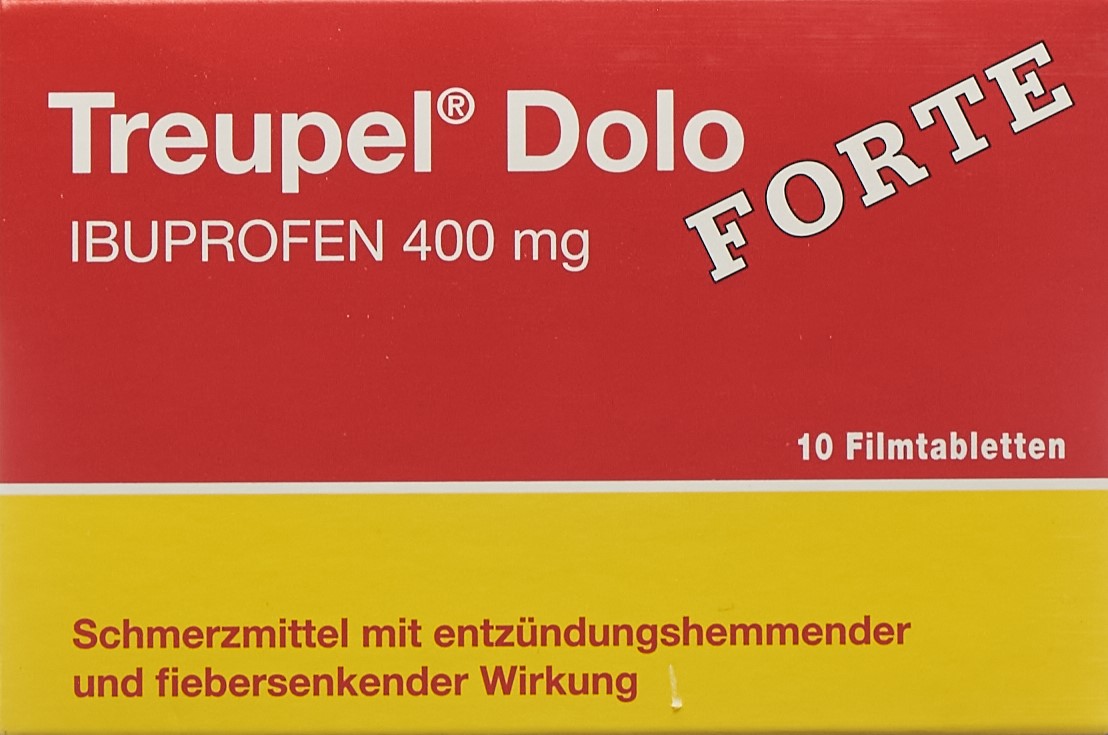 Treupel® Dolo
FORTE
IBUPROFEN 400 mg
10 Filmtabletten
Schmerzmittel mit entzündungshemmender
und fiebersenkender Wirkung